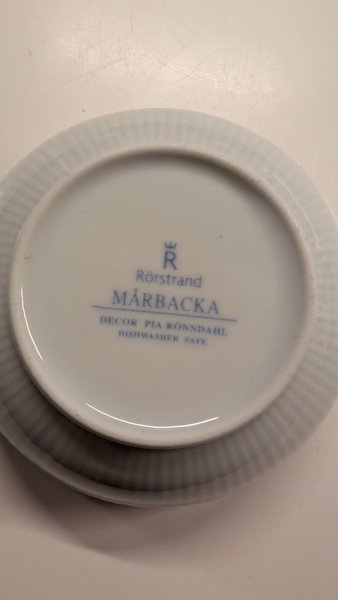 R
Rörstrand
MÅRBACKA
DECOR PIA RÖNNDAHL
DISHWASHER SAFE